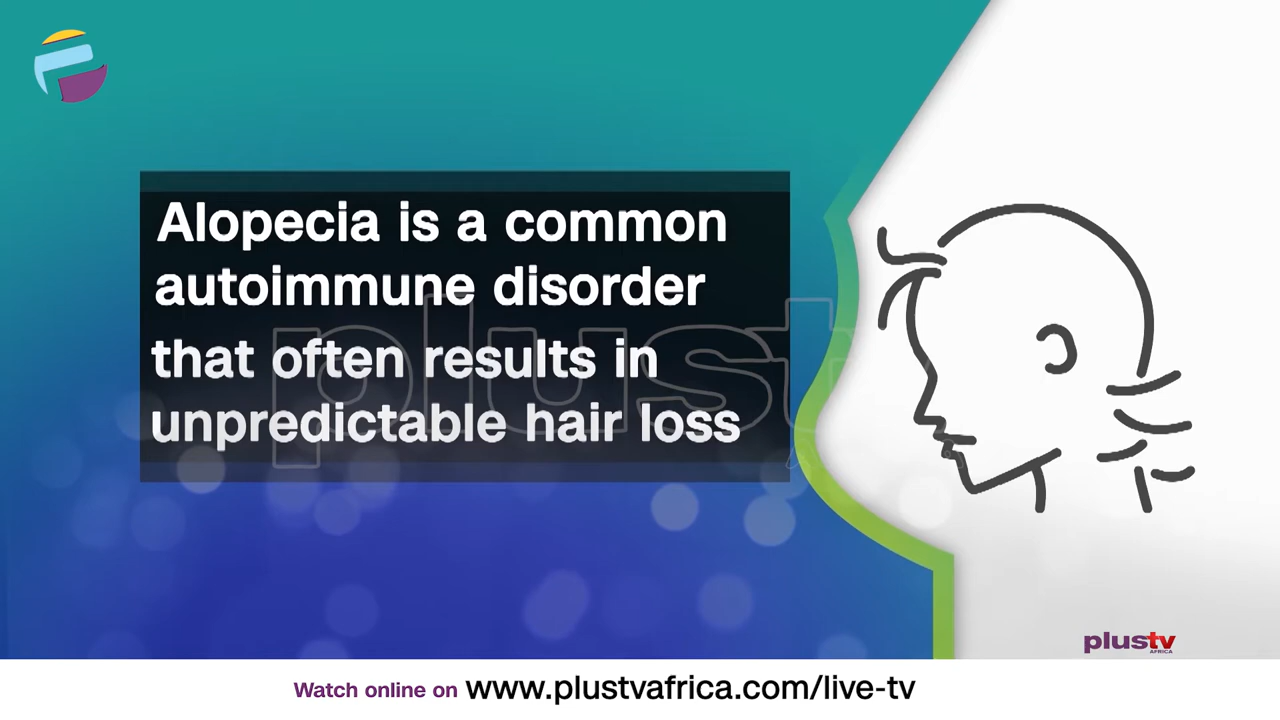 Alopecia is a common
autoimmune disorder
that often results in
unpredictable hair loss
plust
plustv
AFRICA
Watch online on www.plustvafrica.com/live-tv